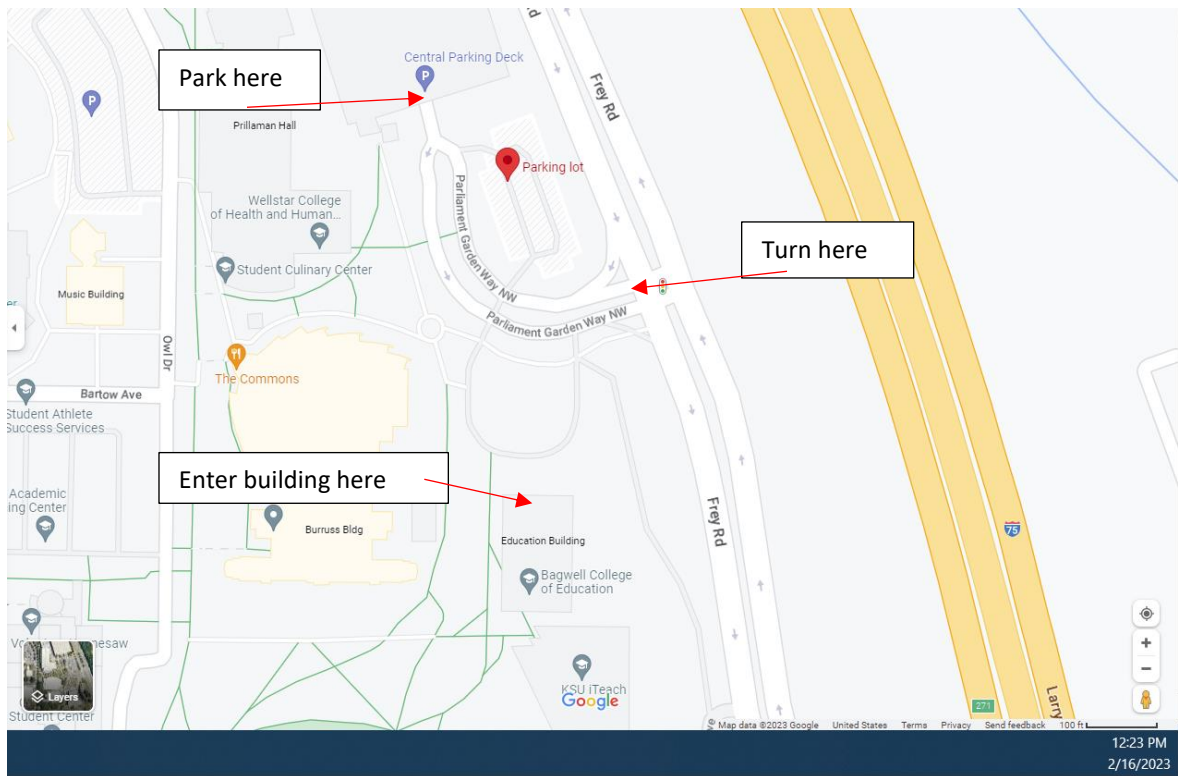 Central Parking Deck
Park here
P
P
Frey Rd
Prillaman Hall
Parking lot
Parliament Garden Way NW
Wellstar College
of Health and Human...
Turn here
Student Culinary Center
Music Building
Parliament Garden Way NW
Owl Dr
The Commons
Bartow Ave
Student Athlete
Success Services
Enter building here
Academic
ing Center
Frey Rd
Burruss Bldg
Education Building
75
Bagwell College
of Education
esaw
KSU iTeach
Layers
Google
Student Center
271
Larry
Map data ©2023 Google United States Terms Privacy Send feedback 100 ft
12:23 PM
2/16/2023